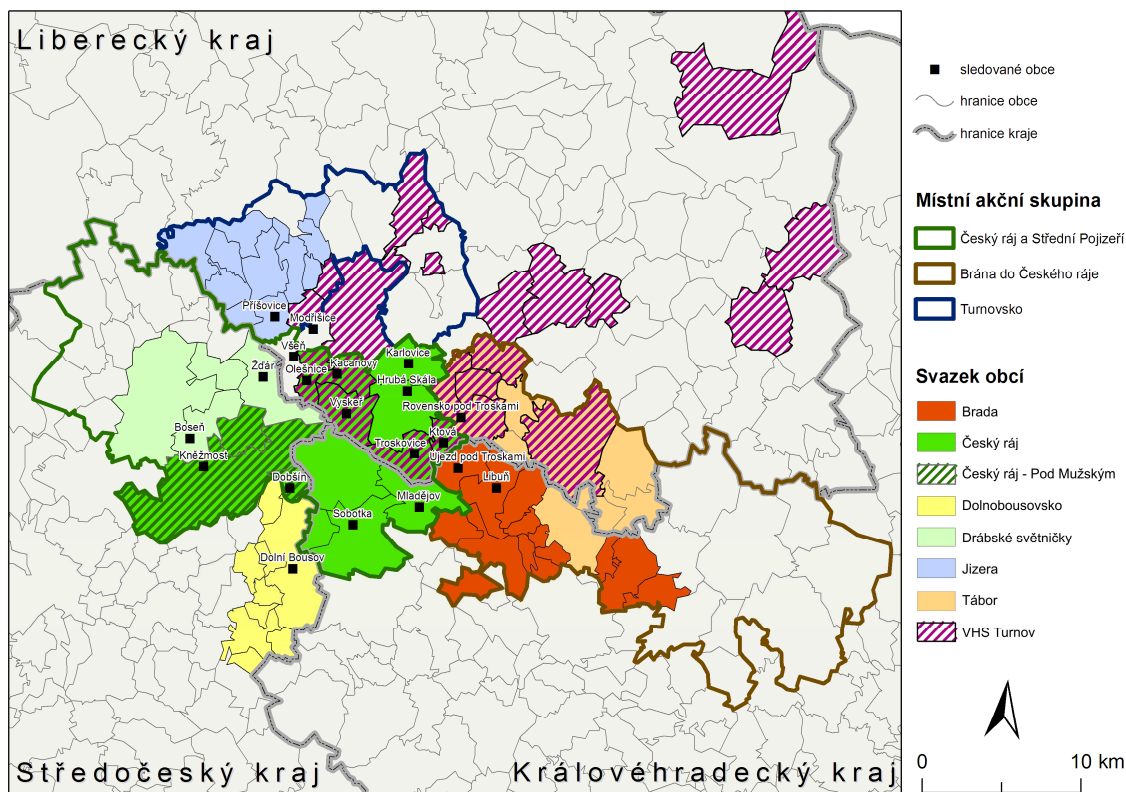 Liberecký kraj
Příšovice
Modřišice
Všeň
Žďár
Olešnice
Kacanovy
Karlovice
Hrubá Skála
Vyskeř
Rovensko pod Troskami
Boseň
Ktová
Kněžmost
Troskovice
Újezd pod Troskami
Dobšín
Libuň
Mladějov
Sobotka
Dolní Bousov
Středočeský kraj
Královéhradecký kraj
sledované obce
hranice obce
hranice kraje
Místní akční skupina
Český ráj a Střední Pojizeří
Brána do Českého ráje
Turnovsko
Svazek obcí
Brada
Český ráj
Český ráj - Pod Mužským
Dolnobousovsko
Drábské světničky
Jizera
Tábor
VHS Turnov
0 10 km